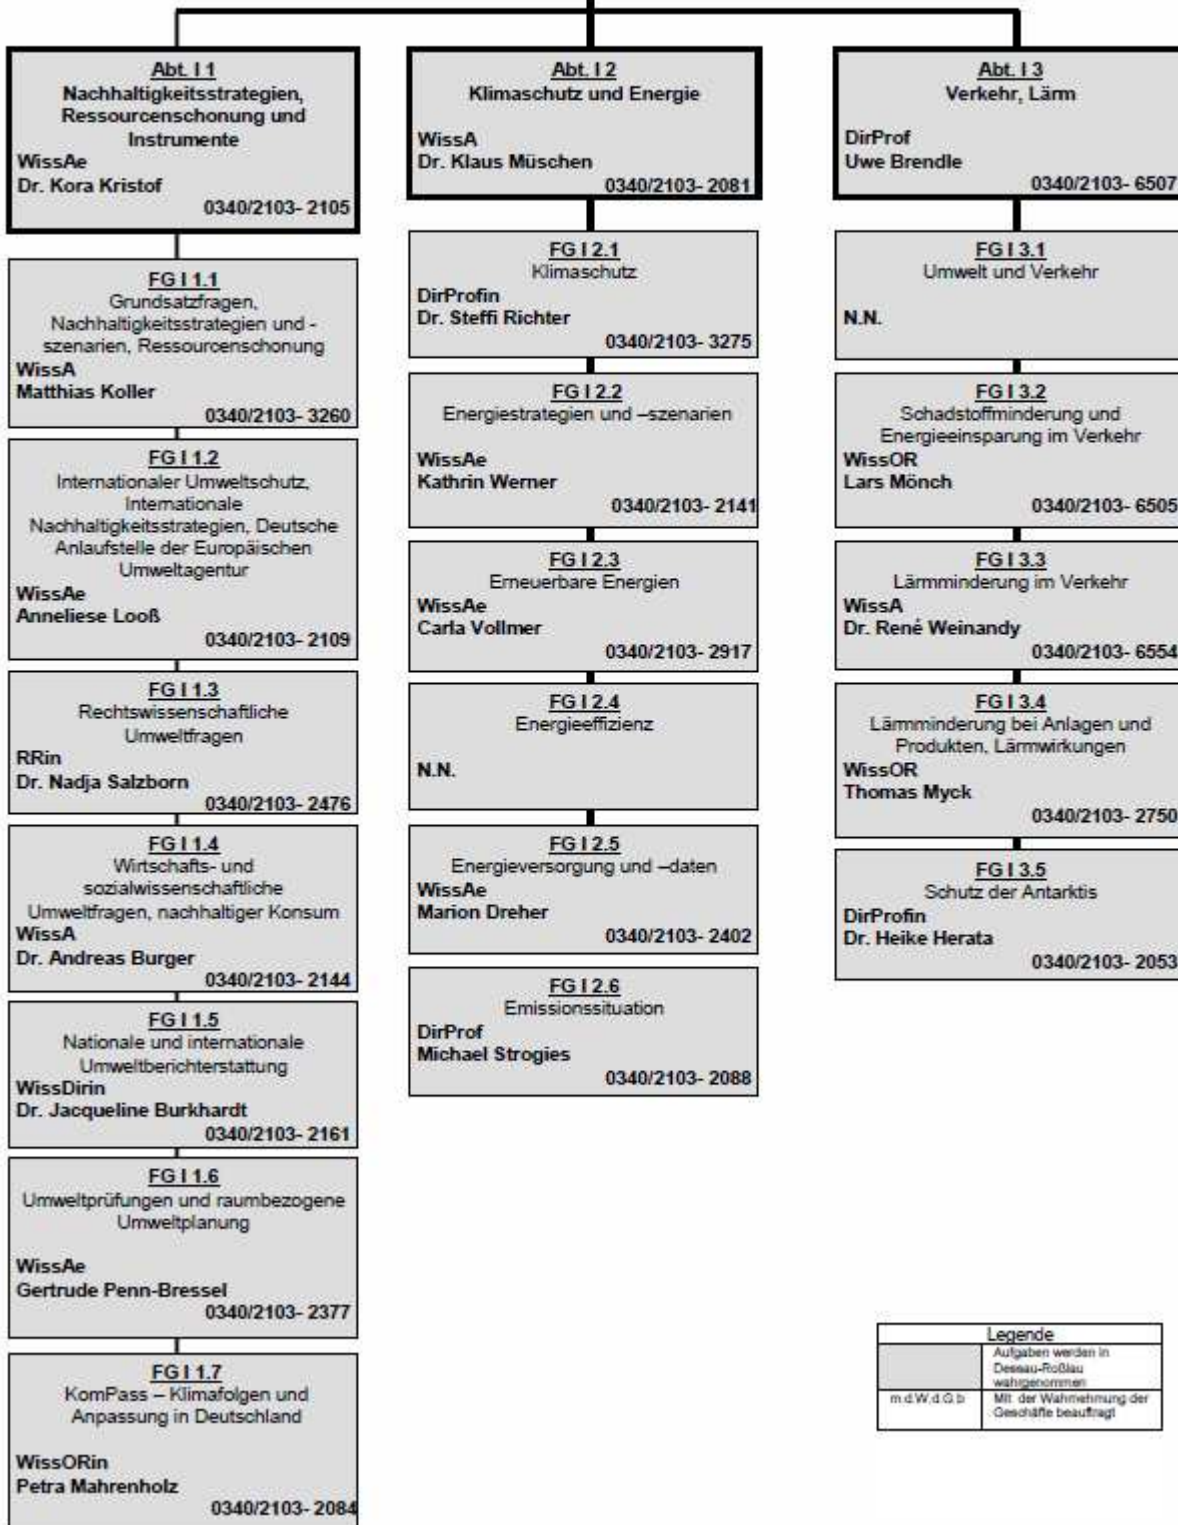 Abt. I 1
Nachhaltigkeitsstrategien,
Ressourcenschonung und
Instrumente
WissAe
Dr. Kora Kristof
0340/2103- 2105
FG I 1.1
Grundsatzfragen,
Nachhaltigkeitsstrategien und -
szenarien, Ressourcenschonung
WissA
Matthias Koller
0340/2103- 3260
FG I 1.2
Internationaler Umweltschutz,
Internationale
Nachhaltigkeitsstrategien, Deutsche
Anlaufstelle der Europäischen
Umweltagentur
WissAe
Anneliese Looß
0340/2103- 2109
FG I 1.3
Rechtswissenschaftliche
Umweltfragen
RRin
Dr. Nadja Salzborn
0340/2103- 2476
FG I 1.4
Wirtschafts- und
sozialwissenschaftliche
Umweltfragen, nachhaltiger Konsum
WissA
Dr. Andreas Burger
0340/2103- 2144
FG I 1.5
Nationale und internationale
Umweltberichterstattung
WissDirin
Dr. Jacqueline Burkhardt
0340/2103- 2161
FG I 1.6
Umweltprüfungen und raumbezogene
Umweltplanung
WissAe
Gertrude Penn-Bressel
0340/2103- 2377
FG I 1.7
KomPass – Klimafolgen und
Anpassung in Deutschland
WissORin
Petra Mahrenholz
0340/2103- 2084
Abt. I 2
Klimaschutz und Energie
WissA
Dr. Klaus Müschen
0340/2103- 2081
FG I 2.1
Klimaschutz
DirProfin
Dr. Steffi Richter
0340/2103- 3275
FG I 2.2
Energiestrategien und –szenarien
WissAe
Kathrin Werner
0340/2103- 2141
FG I 2.3
Erneuerbare Energien
WissAe
Carla Vollmer
0340/2103- 2917
FG I 2.4
Energieeffizienz
N.N.
FG I 2.5
Energieversorgung und –daten
WissAe
Marion Dreher
0340/2103- 2402
FG I 2.6
Emissionssituation
DirProf
Michael Strogies
0340/2103- 2088
Abt. I 3
Verkehr, Lärm
DirProf
Uwe Brendle
0340/2103- 6507
FG I 3.1
Umwelt und Verkehr
N.N.
FG I 3.2
Schadstoffminderung und
Energieeinsparung im Verkehr
WissOR
Lars Mönch
0340/2103- 6505
FG I 3.3
Lärmminderung im Verkehr
WissA
Dr. René Weinandy
0340/2103- 6554
FG I 3.4
Lärmminderung bei Anlagen und
Produkten, Lärmwirkungen
WissOR
Thomas Myck
0340/2103- 2750
FG I 3.5
Schutz der Antarktis
DirProfin
Dr. Heike Herata
0340/2103- 2053
Legende
Aufgaben werden in
Dessau-Roßlau
wahrgenommen
m.d.W.d.G.b Mit der Wahrnehmung der
Geschäfte beauftragt